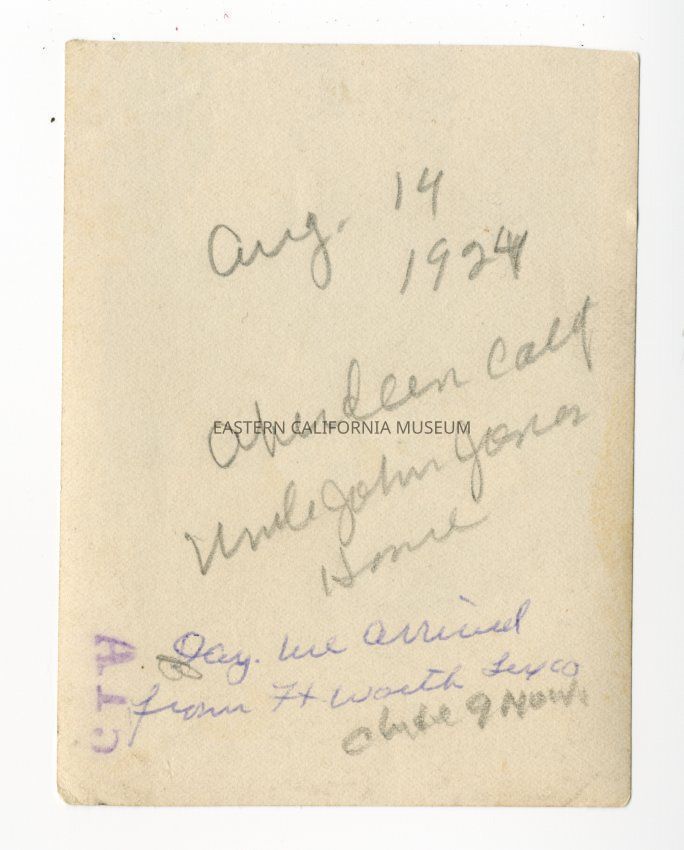 Aug. 14
1924
Aberdeen Calif
EASTERN CALIFORNIA MUSEUM
Uncle John Jones
Home
Day. we arrived
from Ft Worth Texas